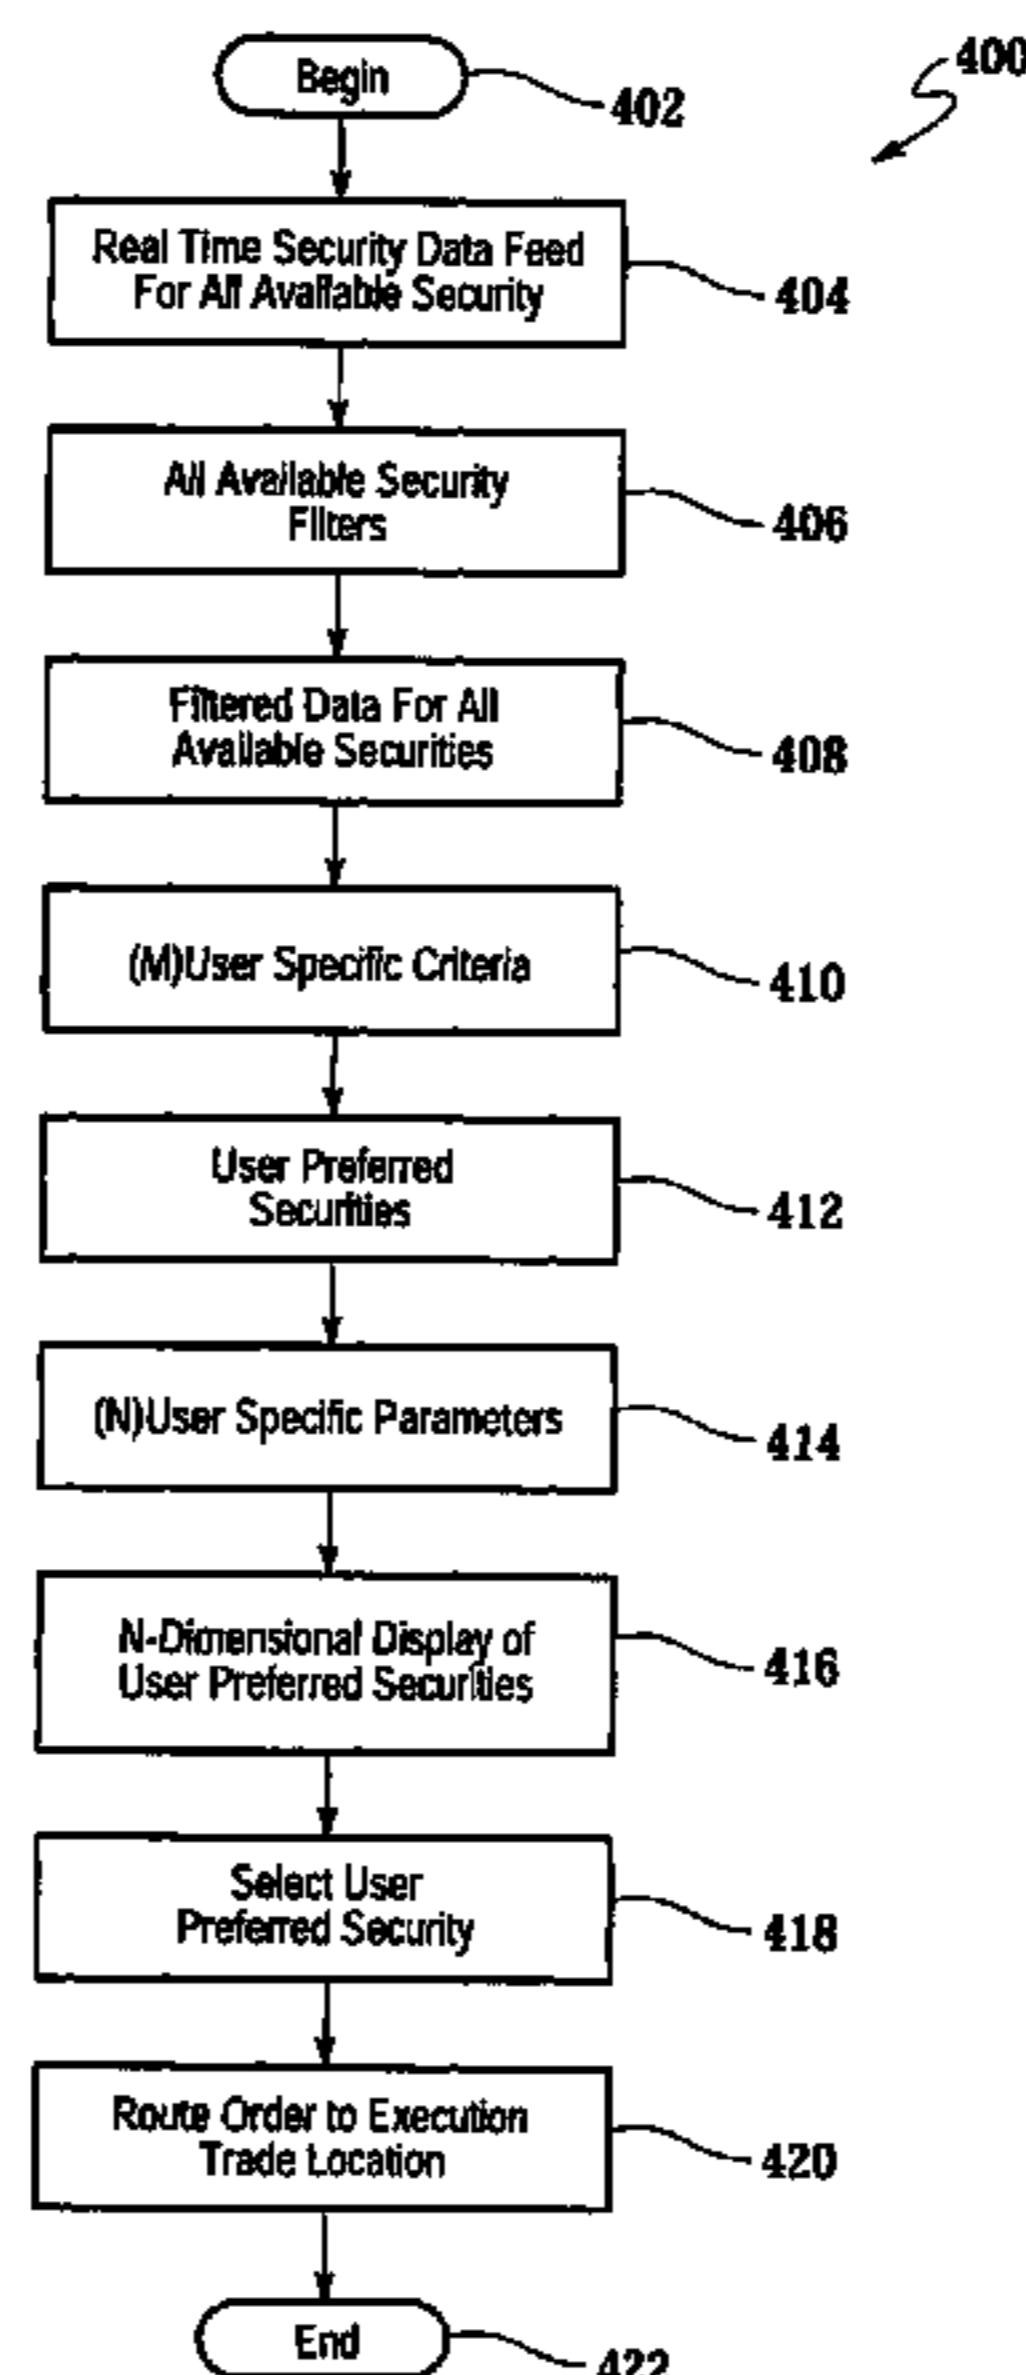 Begin
402
400
Real Time Security Data Feed
For All Available Security
404
All Available Security
Filters
406
Filtered Data For All
Available Securities
408
(M)User Specific Criteria
410
User Preferred
Securities
412
(N)User Specific Parameters
414
N-Dimensional Display of
User Preferred Securities
416
Select User
Preferred Security
418
Route Order to Execution
Trade Location
420
End
422